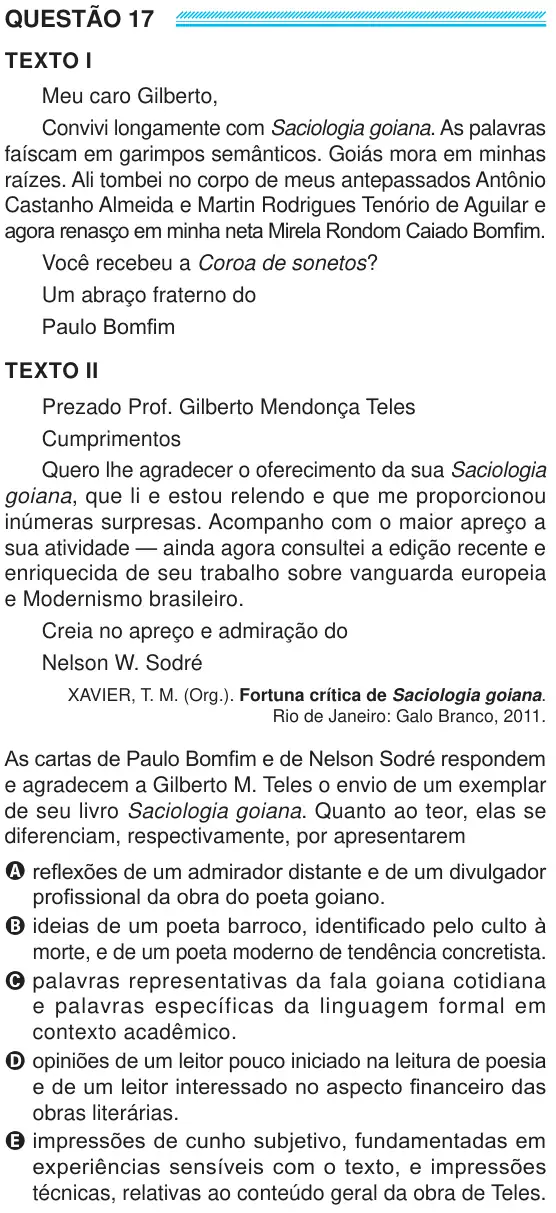 QUESTÃO 17
TEXTO I
Meu caro Gilberto,
Convivi longamente com Saciologia goiana. As palavras
faíscam em garimpos semânticos. Goiás mora em minhas
raízes. Ali tombei no corpo de meus antepassados Antônio
Castanho Almeida e Martin Rodrigues Tenório de Aguilar e
agora renasço em minha neta Mirela Rondom Caiado Bomfim.
Você recebeu a Coroa de sonetos?
Um abraço fraterno do
Paulo Bomfim
TEXTO II
Prezado Prof. Gilberto Mendonça Teles
Cumprimentos
Quero lhe agradecer o oferecimento da sua Saciologia
goiana, que li e estou relendo e que me proporcionou
inúmeras surpresas. Acompanho com o maior apreço a
sua atividade — ainda agora consultei a edição recente e
enriquecida de seu trabalho sobre vanguarda europeia
e Modernismo brasileiro.
Creia no apreço e admiração do
Nelson W. Sodré
XAVIER, T. M. (Org.). Fortuna crítica de Saciologia goiana.
Rio de Janeiro: Galo Branco, 2011.
As cartas de Paulo Bomfim e de Nelson Sodré respondem
e agradecem a Gilberto M. Teles o envio de um exemplar
de seu livro Saciologia goiana. Quanto ao teor, elas se
diferenciam, respectivamente, por apresentarem
A reflexões de um admirador distante e de um divulgador
profissional da obra do poeta goiano.
B ideias de um poeta barroco, identificado pelo culto à
morte, e de um poeta moderno de tendência concretista.
C palavras representativas da fala goiana cotidiana
e palavras específicas da linguagem formal em
contexto acadêmico.
D opiniões de um leitor pouco iniciado na leitura de poesia
e de um leitor interessado no aspecto financeiro das
obras literárias.
E impressões de cunho subjetivo, fundamentadas em
experiências sensíveis com o texto, e impressões
técnicas, relativas ao conteúdo geral da obra de Teles.